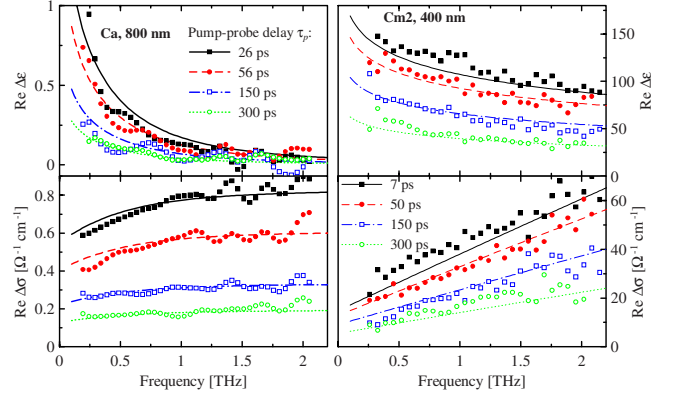 Ca, 800 nm
Pump-probe delay τp:
26 ps
56 ps
150 ps
300 ps
Re Δε
1
0.5
0
Cm2, 400 nm
Re Δε
150
100
50
0.8
0.6
0.4
0.2
0
Re Δσ [Ω⁻¹ cm⁻¹]
7 ps
50 ps
150 ps
300 ps
60
40
20
0
Re Δσ [Ω⁻¹ cm⁻¹]
0 0.5 1 1.5 2
Frequency [THz]
0 0.5 1 1.5 2
Frequency [THz]